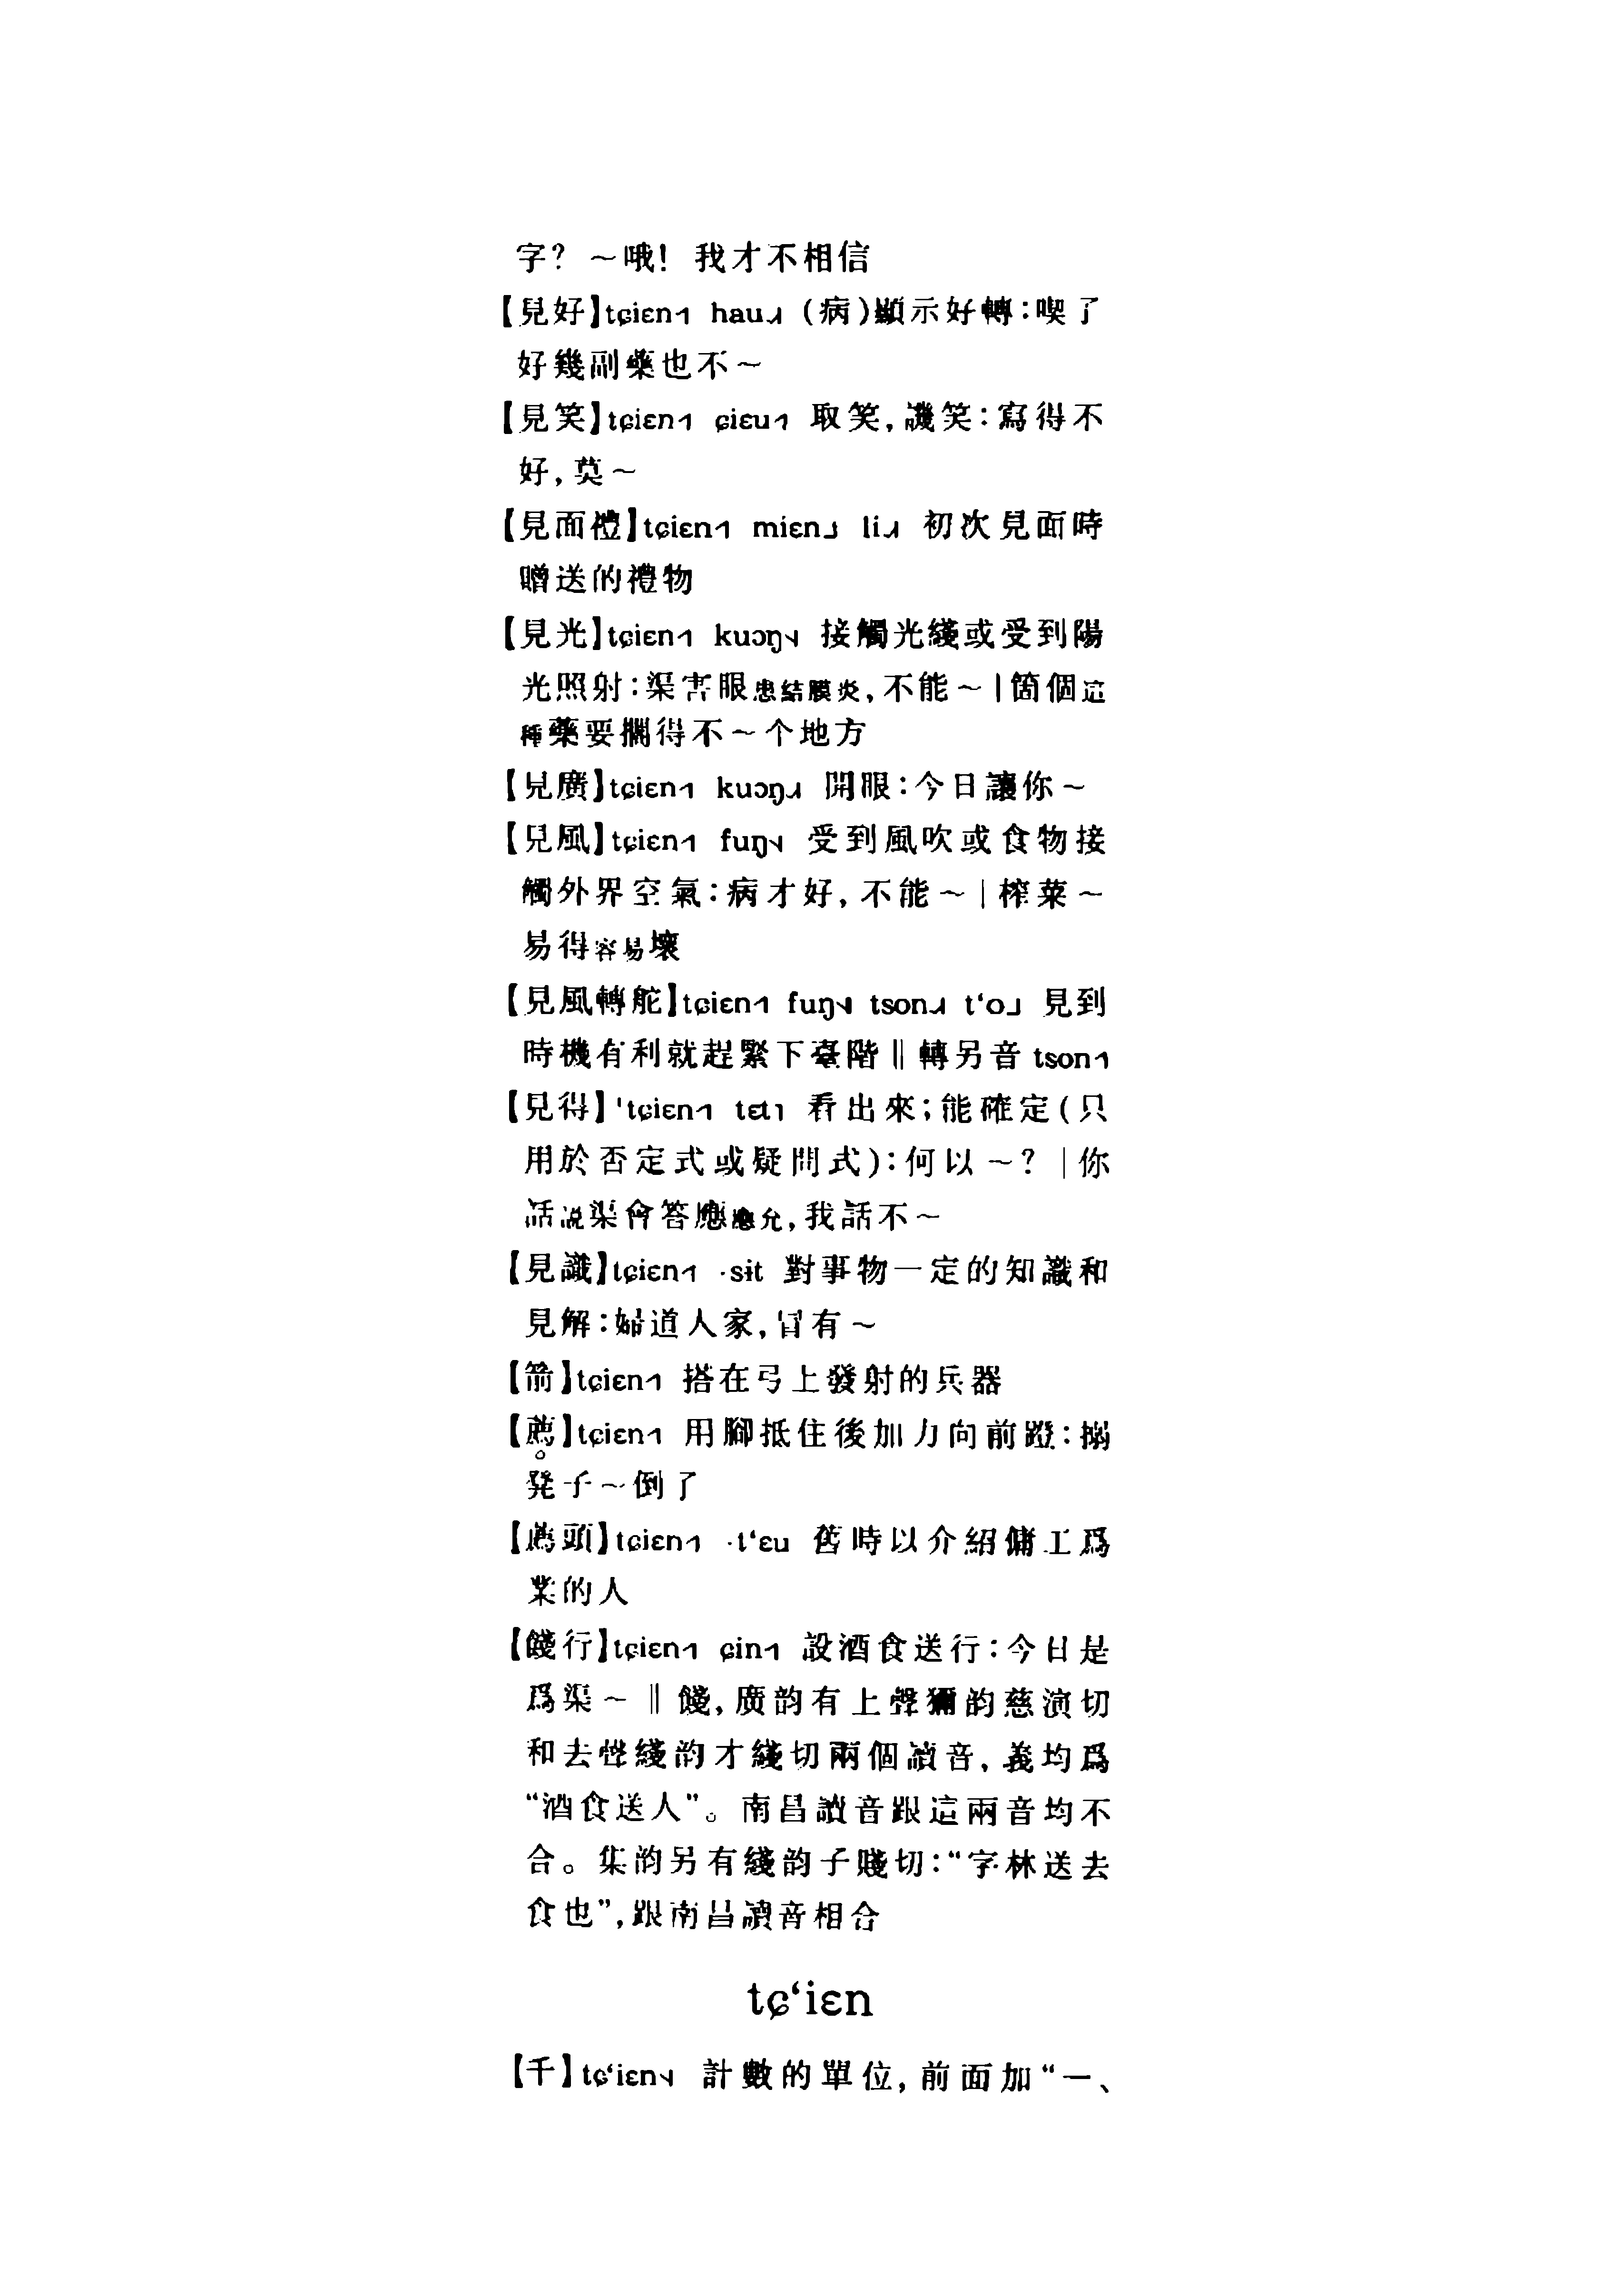 字？～哦！我才不相信
【見好】tɕiɛn˧˥ hau˨˩˧ (病)顯示好轉：喫了
好幾副藥也不～
【見笑】tɕiɛn˧˥ ɕiɛu˧˥ 取笑，譏笑：寫得不
好，莫～
【見面禮】tɕiɛn˧˥ miɛn˨˩ li˨˩˧ 初次見面時
贈送的禮物
【見光】tɕiɛn˧˥ kuɔŋ˦˨ 接觸光綫或受到陽
光照射：渠害眼患結膜炎，不能～|箇個這
種藥要擱得不～个地方
【見廣】tɕiɛn˧˥ kuɔŋ˨˩˧ 開眼：今日讓你～
【見風】tɕiɛn˧˥ fuŋ˦˨ 受到風吹或食物接
觸外界空氣：病才好，不能～|榨菜～
易得容易壞
【見風轉舵】tɕiɛn˧˥ fuŋ˦˨ tson˨˩˧ t‘o˨˩ 見到
時機有利就趕緊下臺階‖轉另音 tson˧˥
【見得】'tɕiɛn˧˥ tɛt˥ 看出來；能確定(只
用於否定式或疑問式)：何以～？|你
話説渠會答應應允，我話不～
【見識】tɕiɛn˧˥ ·sɨt 對事物一定的知識和
見解：婦道人家，冒有～
【箭】tɕiɛn˧˥ 搭在弓上發射的兵器
【薦】tɕiɛn˧˥ 用腳抵住後加力向前蹬：搦
凳子～倒了
【薦頭】tɕiɛn˧˥ ·t‘ɛu 舊時以介紹傭工爲
業的人
【餞行】tɕiɛn˧˥ ɕin˧˥ 設酒食送行：今日是
爲渠～‖餞，廣韵有上聲獮韵慈演切
和去聲綫韵才綫切兩個讀音，義均爲
“酒食送人”。南昌讀音跟這兩音均不
合。集韵另有綫韵子賤切：“字林送去
食也”，跟南昌讀音相合
tɕ‘iɛn
【千】tɕ‘iɛn˦˨ 計數的單位，前面加“一、